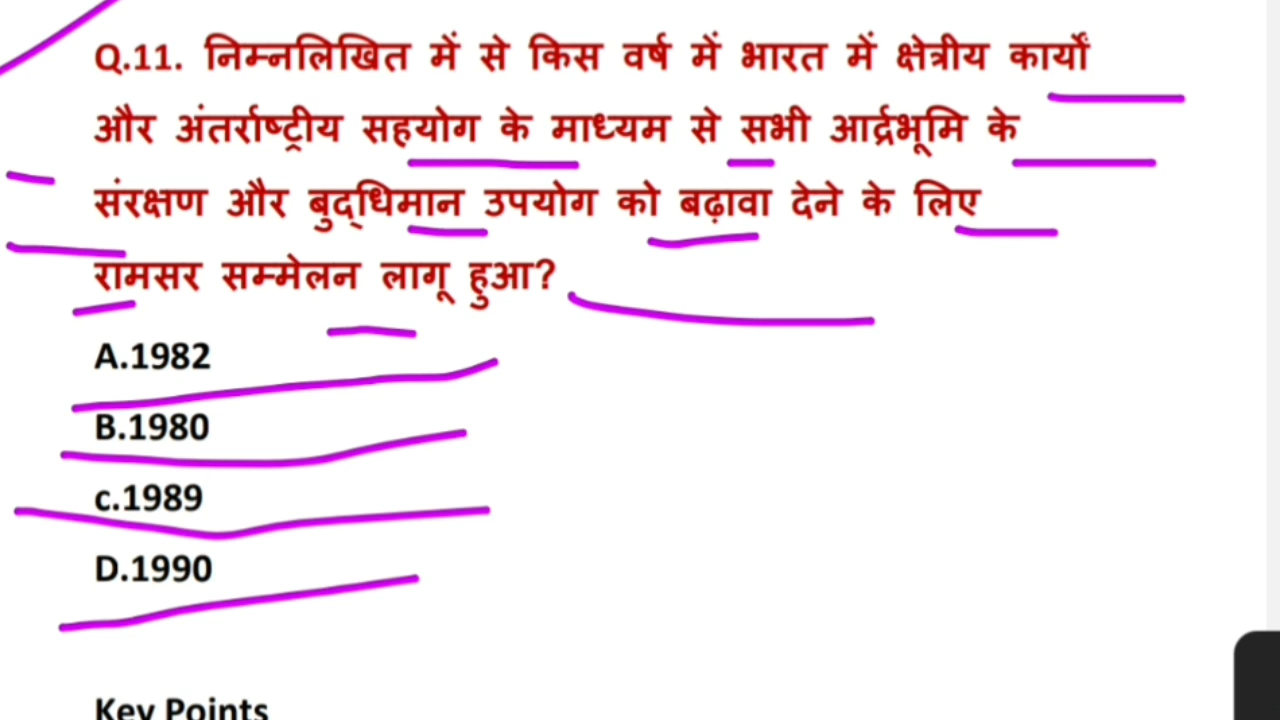 Q.11. निम्नलिखित में से किस वर्ष में भारत में क्षेत्रीय कार्यों
और अंतर्राष्ट्रीय सहयोग के माध्यम से सभी आर्द्रभूमि के
संरक्षण और बुद्धिमान उपयोग को बढ़ावा देने के लिए
रामसर सम्मेलन लागू हुआ?
A.1982
B.1980
c.1989
D.1990
Key Points